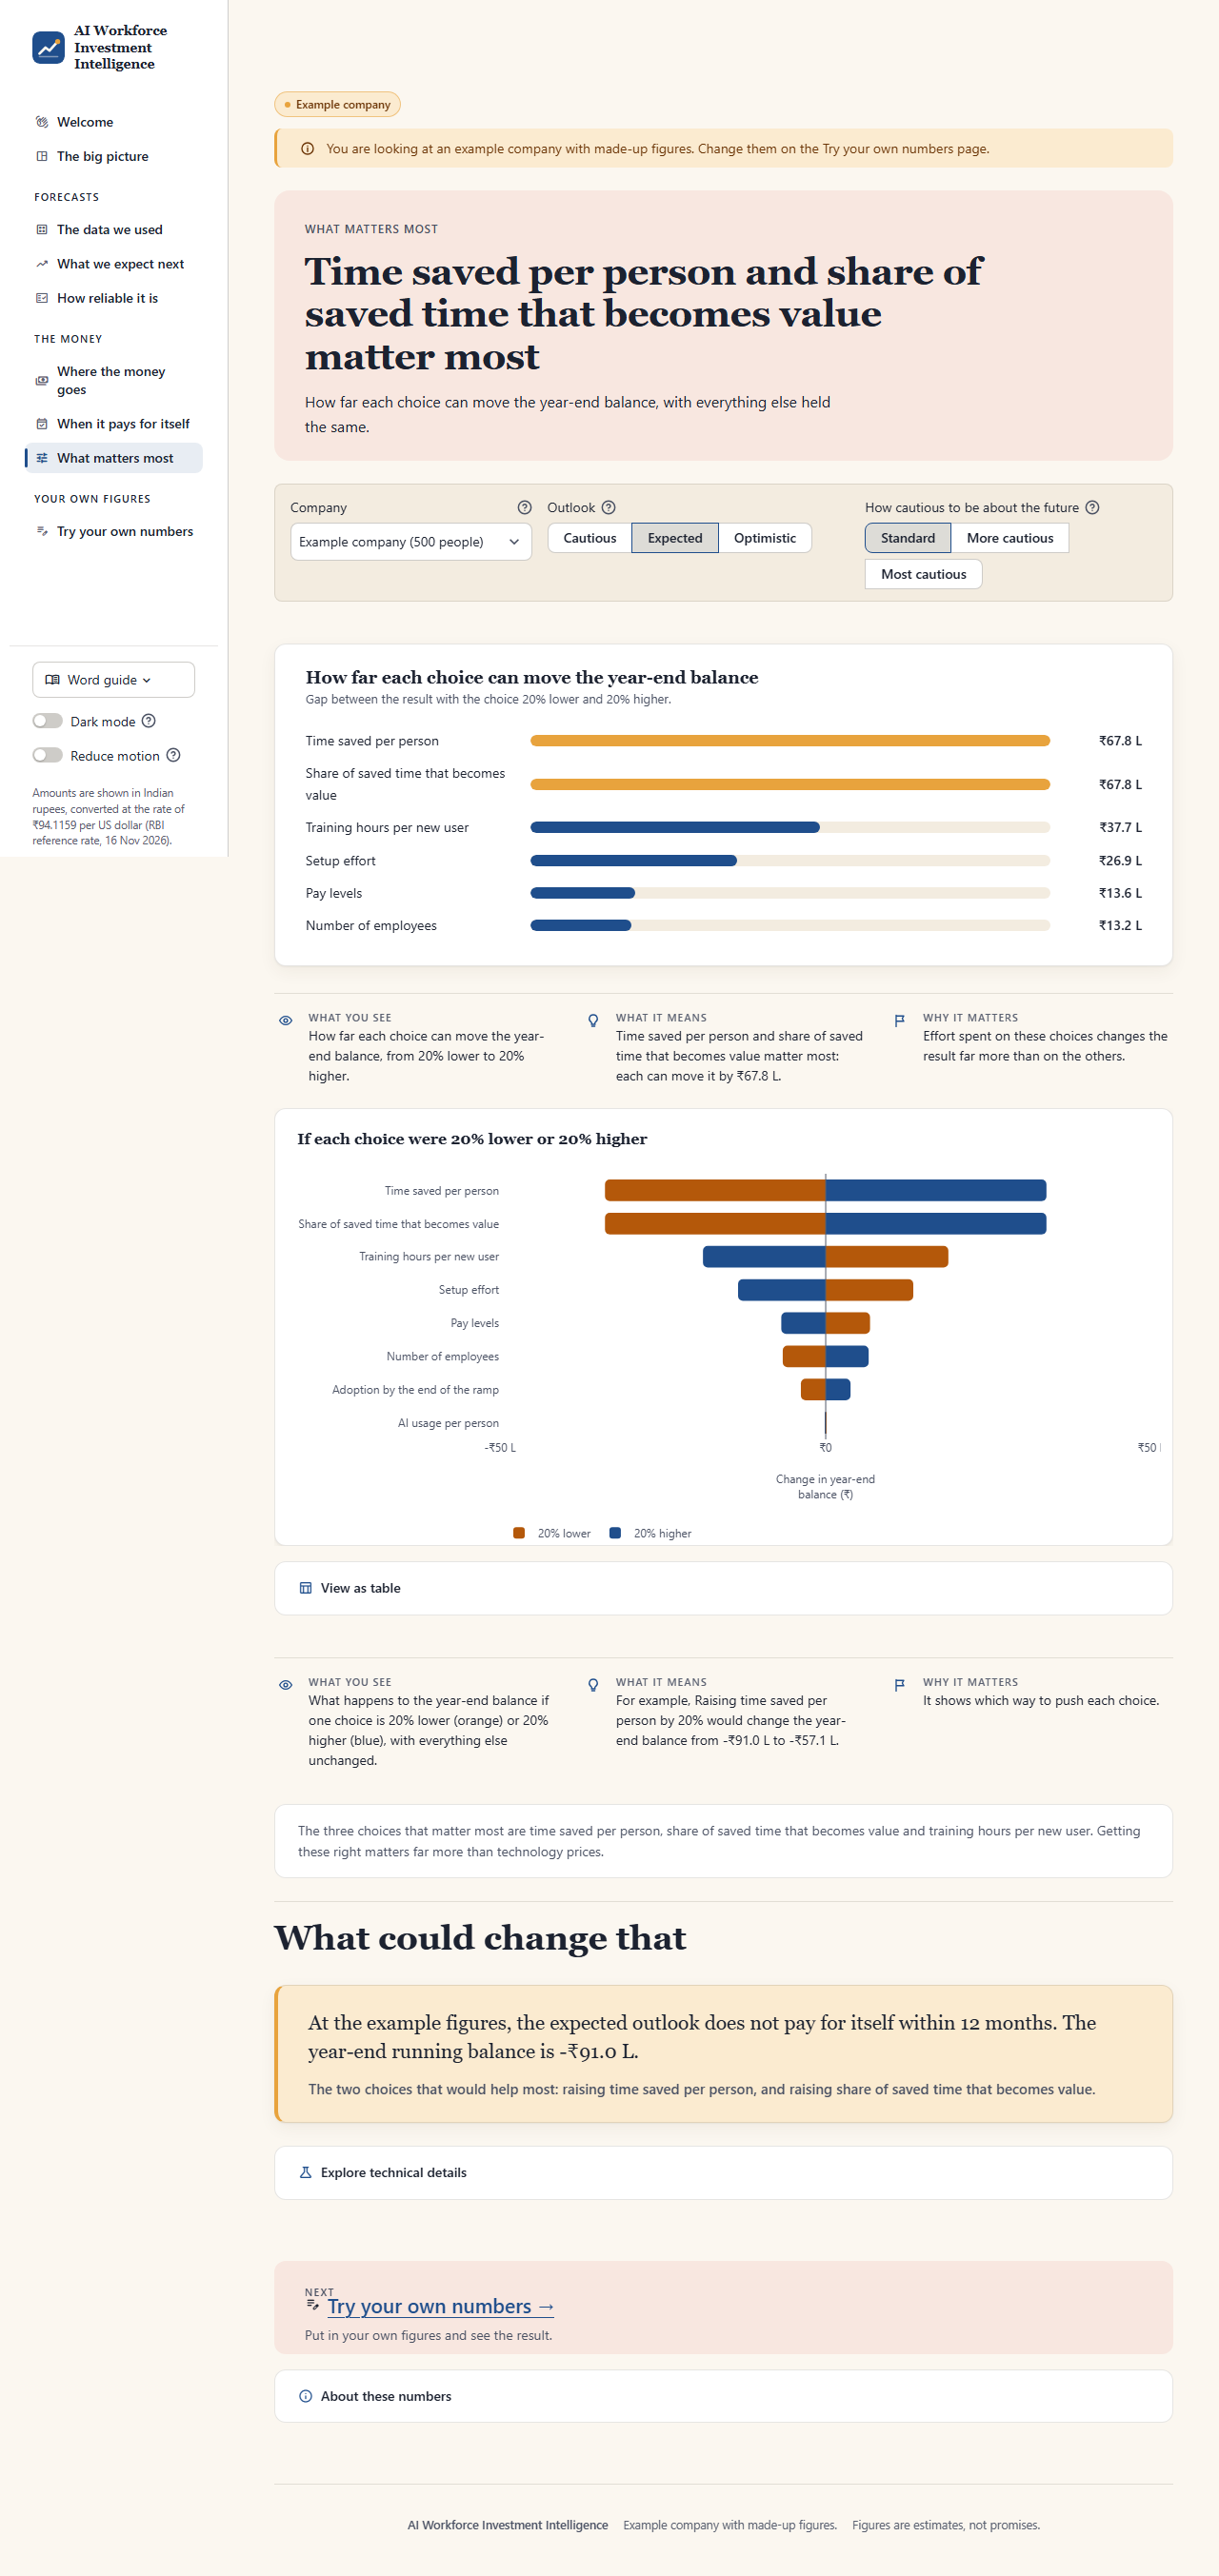 AI Workforce
Investment
Intelligence
Welcome
The big picture
FORECASTS
The data we used
What we expect next
How reliable it is
THE MONEY
Where the money
goes
When it pays for itself
What matters most
YOUR OWN FIGURES
Try your own numbers
Word guide
Dark mode
Reduce motion
Amounts are shown in Indian
rupees, converted at the rate of
₹94.1159 per US dollar (RBI
reference rate, 16 Nov 2026).
Example company
You are looking at an example company with made-up figures. Change them on the Try your own numbers page.
WHAT MATTERS MOST
Time saved per person and share of
saved time that becomes value
matter most
How far each choice can move the year-end balance, with everything else held
the same.
Company
Example company (500 people)
Outlook
Cautious Expected Optimistic
How cautious to be about the future
Standard More cautious
Most cautious
How far each choice can move the year-end balance
Gap between the result with the choice 20% lower and 20% higher.
Time saved per person ₹67.8 L
Share of saved time that becomes
value ₹67.8 L
Training hours per new user ₹37.7 L
Setup effort ₹26.9 L
Pay levels ₹13.6 L
Number of employees ₹13.2 L
WHAT YOU SEE
How far each choice can move the year-
end balance, from 20% lower to 20%
higher.
WHAT IT MEANS
Time saved per person and share of saved
time that becomes value matter most:
each can move it by ₹67.8 L.
WHY IT MATTERS
Effort spent on these choices changes the
result far more than on the others.
If each choice were 20% lower or 20% higher
Time saved per person
Share of saved time that becomes value
Training hours per new user
Setup effort
Pay levels
Number of employees
Adoption by the end of the ramp
AI usage per person
-₹50 L ₹0 ₹50
Change in year-end
balance (₹)
20% lower 20% higher
View as table
WHAT YOU SEE
What happens to the year-end balance if
one choice is 20% lower (orange) or 20%
higher (blue), with everything else
unchanged.
WHAT IT MEANS
For example, Raising time saved per
person by 20% would change the year-
end balance from -₹91.0 L to -₹57.1 L.
WHY IT MATTERS
It shows which way to push each choice.
The three choices that matter most are time saved per person, share of saved time that becomes value and training hours per new user. Getting
these right matters far more than technology prices.
What could change that
At the example figures, the expected outlook does not pay for itself within 12 months. The
year-end running balance is -₹91.0 L.
The two choices that would help most: raising time saved per person, and raising share of saved time that becomes value.
Explore technical details
NEXT
Try your own numbers →
Put in your own figures and see the result.
About these numbers
AI Workforce Investment Intelligence Example company with made-up figures. Figures are estimates, not promises.